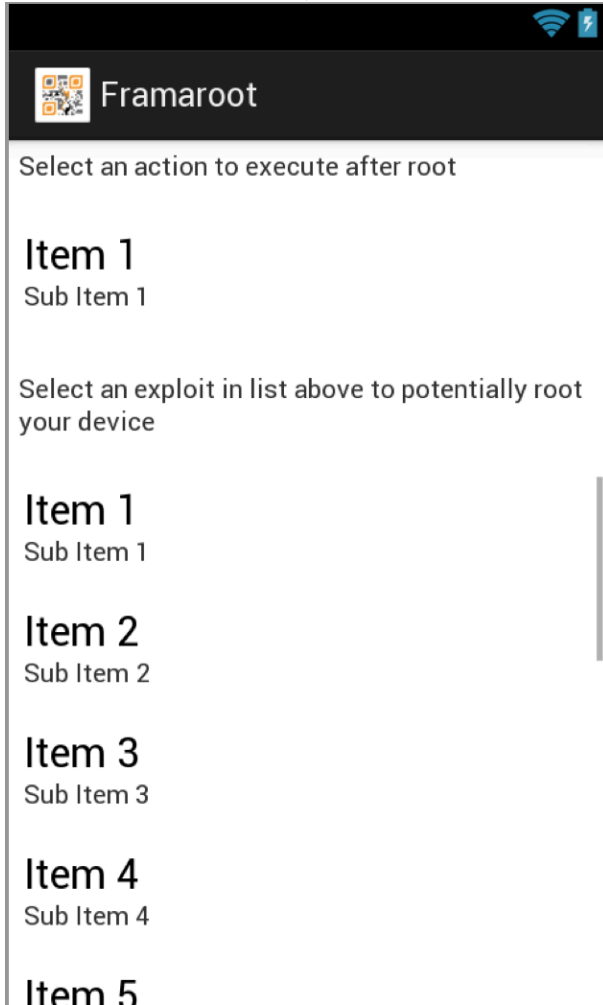 Framaroot
Select an action to execute after root
Item 1
Sub Item 1
Select an exploit in list above to potentially root
your device
Item 1
Sub Item 1
Item 2
Sub Item 2
Item 3
Sub Item 3
Item 4
Sub Item 4
Item 5